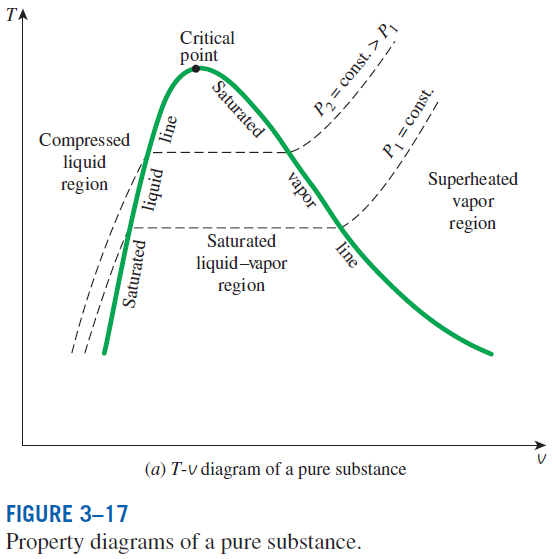 T
Critical
point
P₂ = const. > P₁
P₁ = const.
Saturated
line
Compressed
liquid
region
liquid
vapor
Superheated
vapor
region
Saturated
liquid–vapor
region
line
Saturated
v
(a) T-v diagram of a pure substance
FIGURE 3–17
Property diagrams of a pure substance.